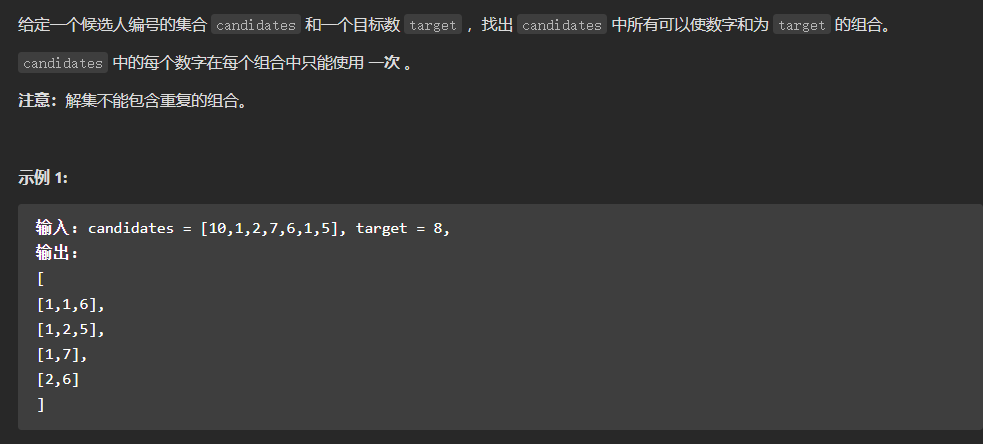 给定一个候选人编号的集合 candidates 和一个目标数 target ，找出 candidates 中所有可以使数字和为 target 的组合。
candidates 中的每个数字在每个组合中只能使用 一次 。
注意：解集不能包含重复的组合。
示例 1:
输入: candidates = [10,1,2,7,6,1,5], target = 8,
输出:
[
[1,1,6],
[1,2,5],
[1,7],
[2,6]
]